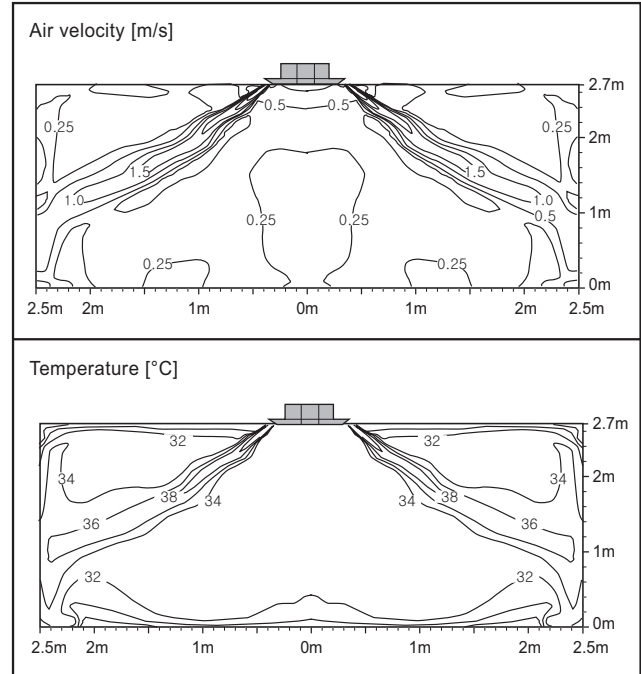 Air velocity [m/s]
2.7m
0.5 0.5
0.25 0.25
2m
1.5 1.5
1.0 1.0
0.5
1m
0.25 0.25
0.25 0.25
0m
2.5m 2m 1m 0m 1m 2m 2.5m
Temperature [°C]
2.7m
32 32
34 34
2m
38 38
34 34
36 36
1m
32 32
0m
2.5m 2m 1m 0m 1m 2m 2.5m